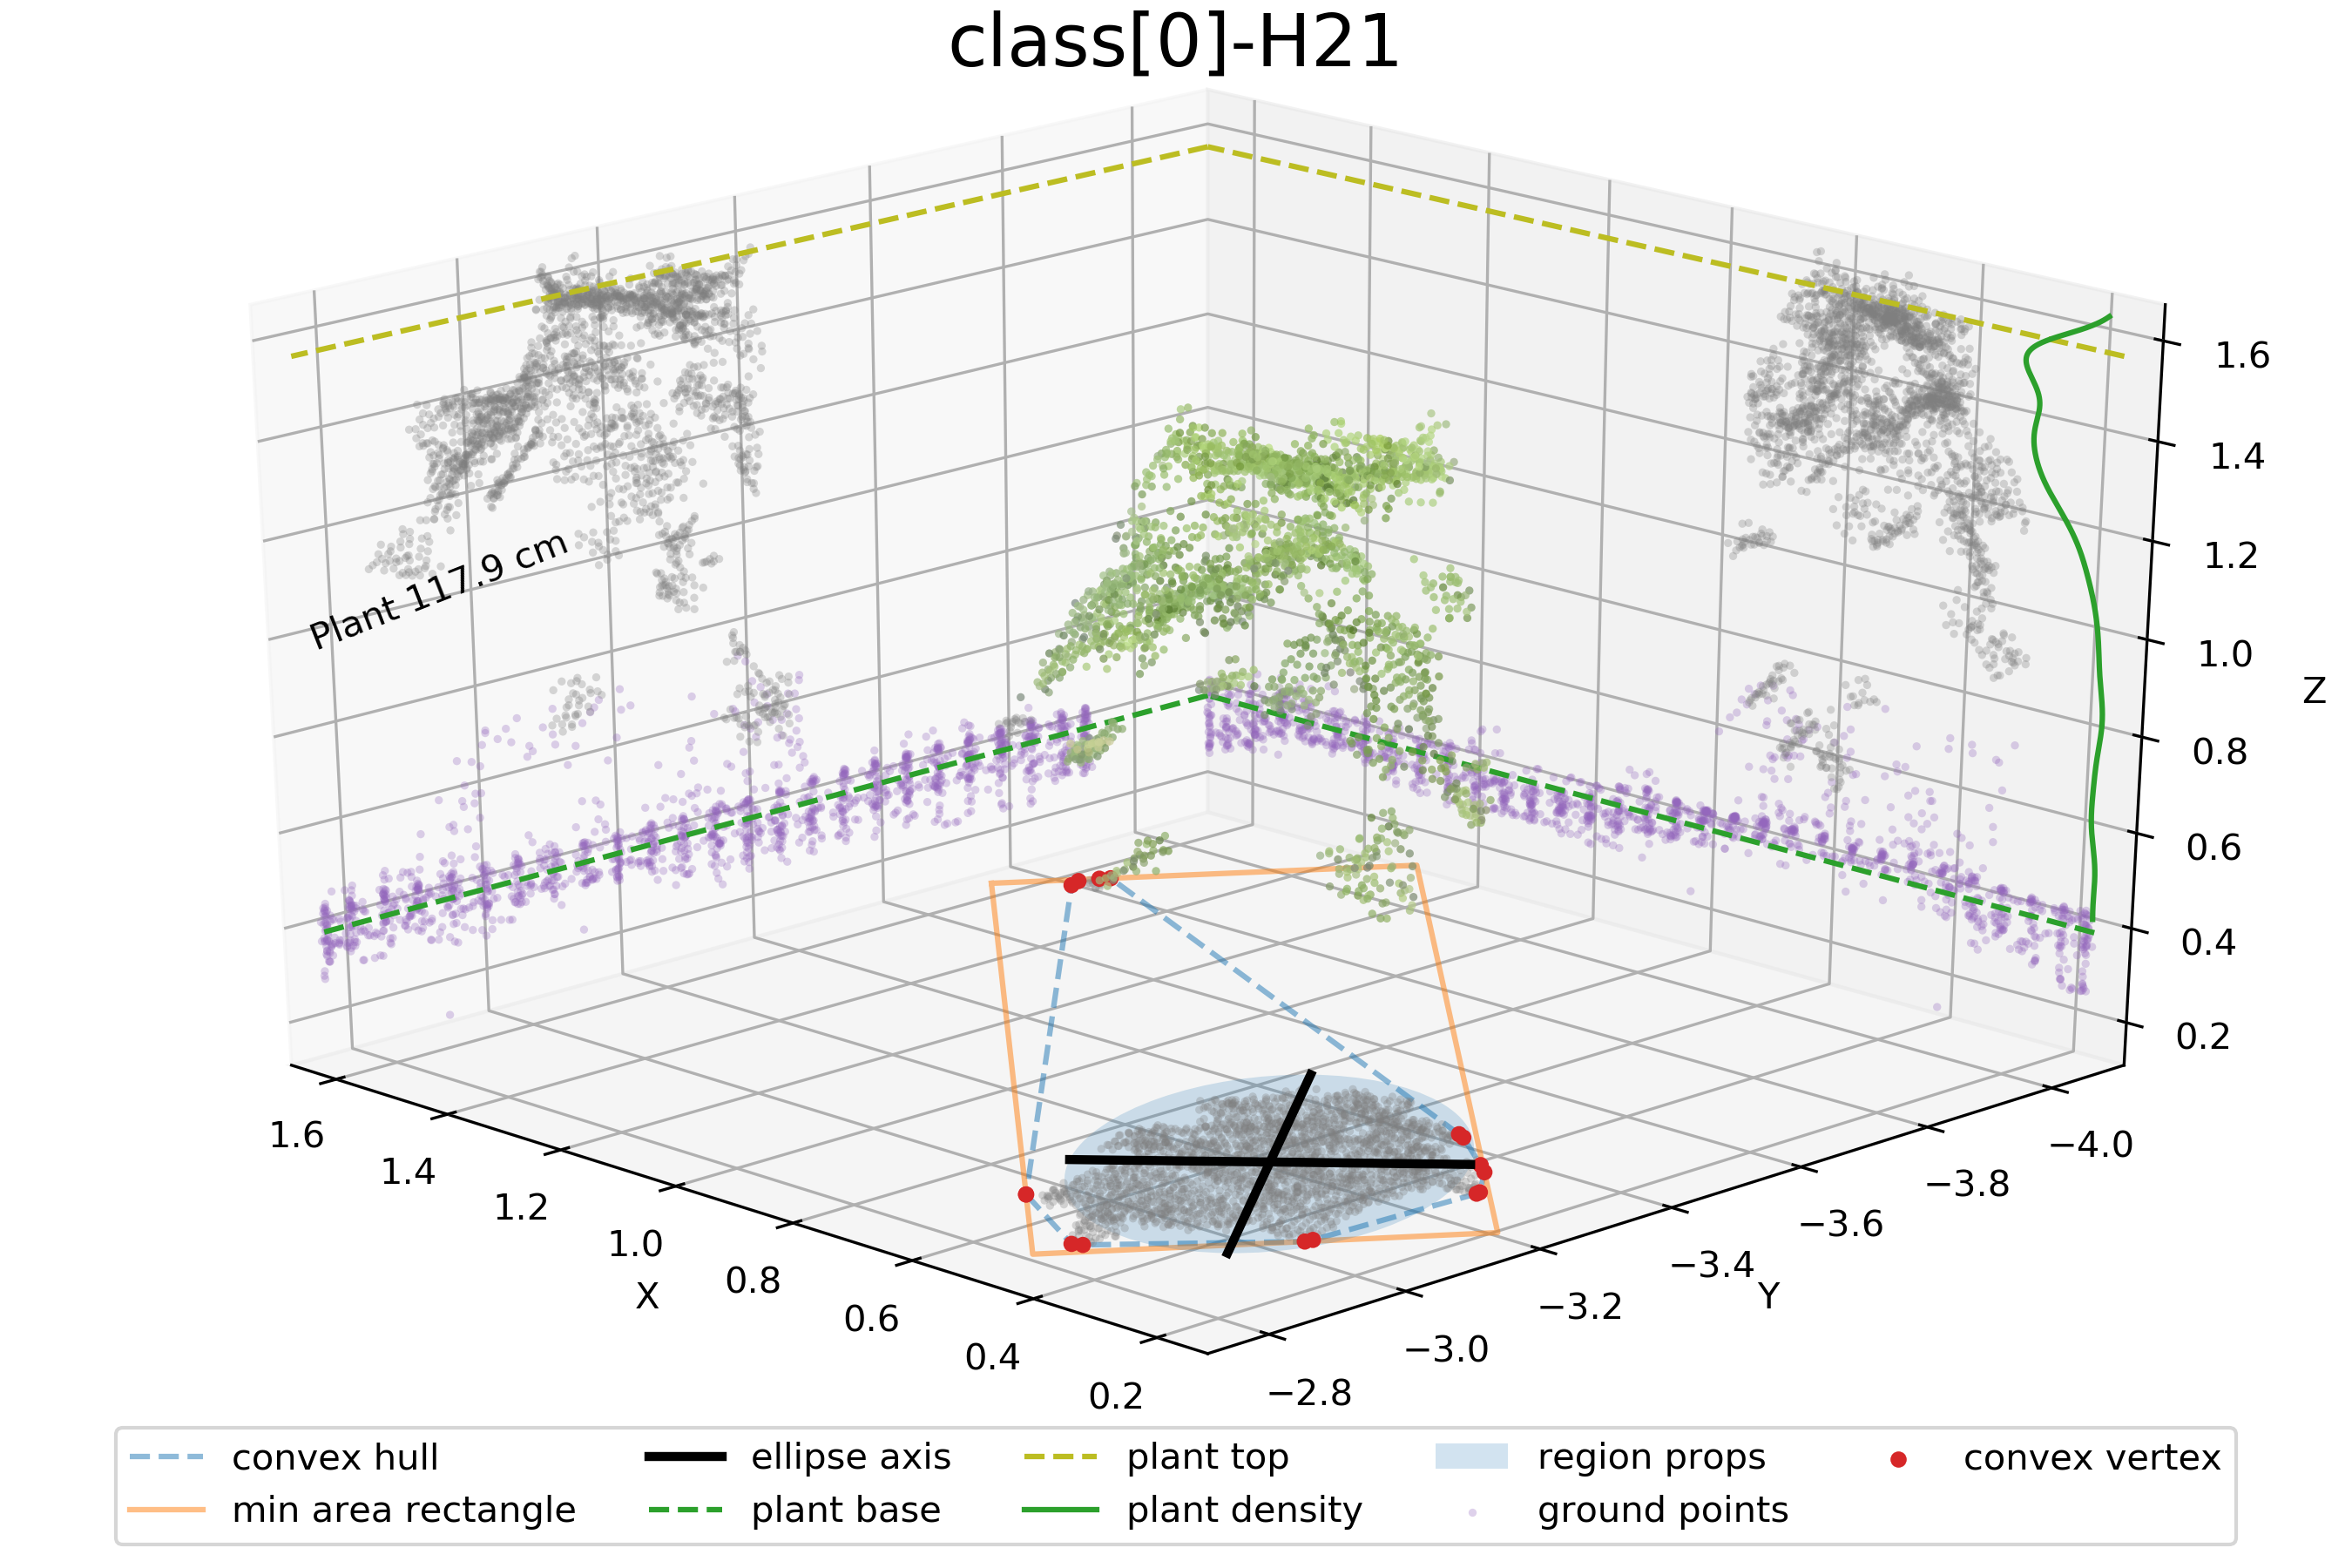 class[0]-H21
Plant 117.9 cm
1.6
1.4
1.2
1.0
0.8
0.6
0.4
0.2
Z
1.6
1.4
1.2
1.0
0.8
0.6
0.4
0.2
X
−4.0
−3.8
−3.6
−3.4
−3.2
−3.0
−2.8
Y
convex hull
min area rectangle
ellipse axis
plant base
plant top
plant density
region props
ground points
convex vertex